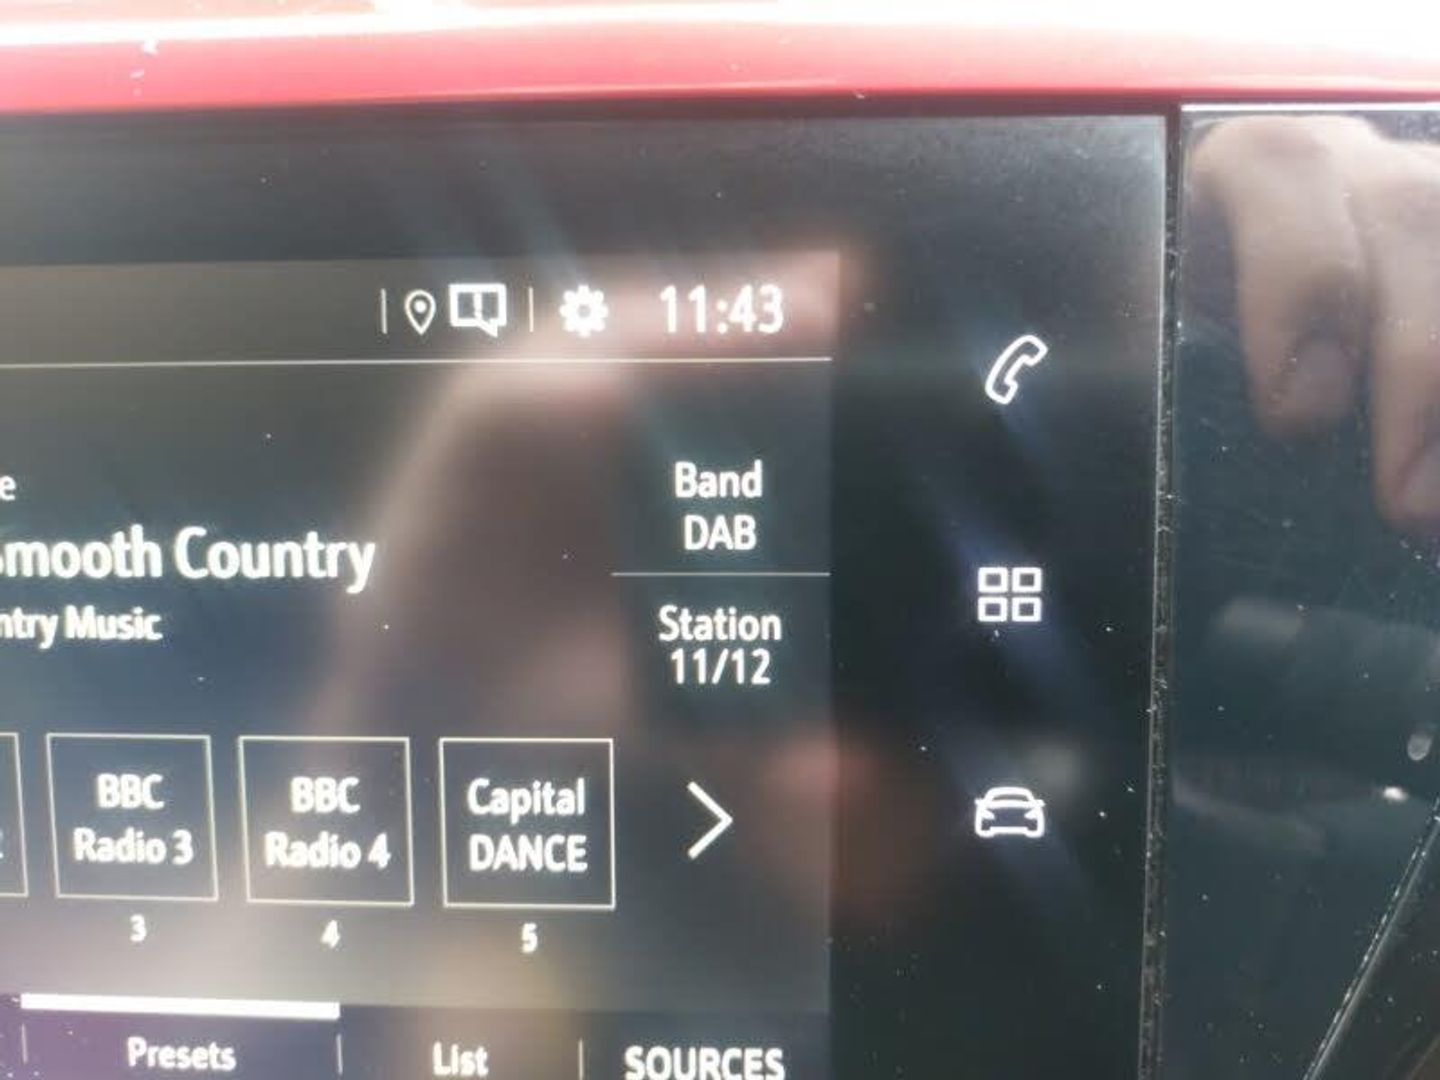 11:43
Band
DAB
Smooth Country
ntry Music
Station
11/12
BBC
Radio 3
BBC
Radio 4
Capital
DANCE
3
4
5
Presets
List
SOURCES